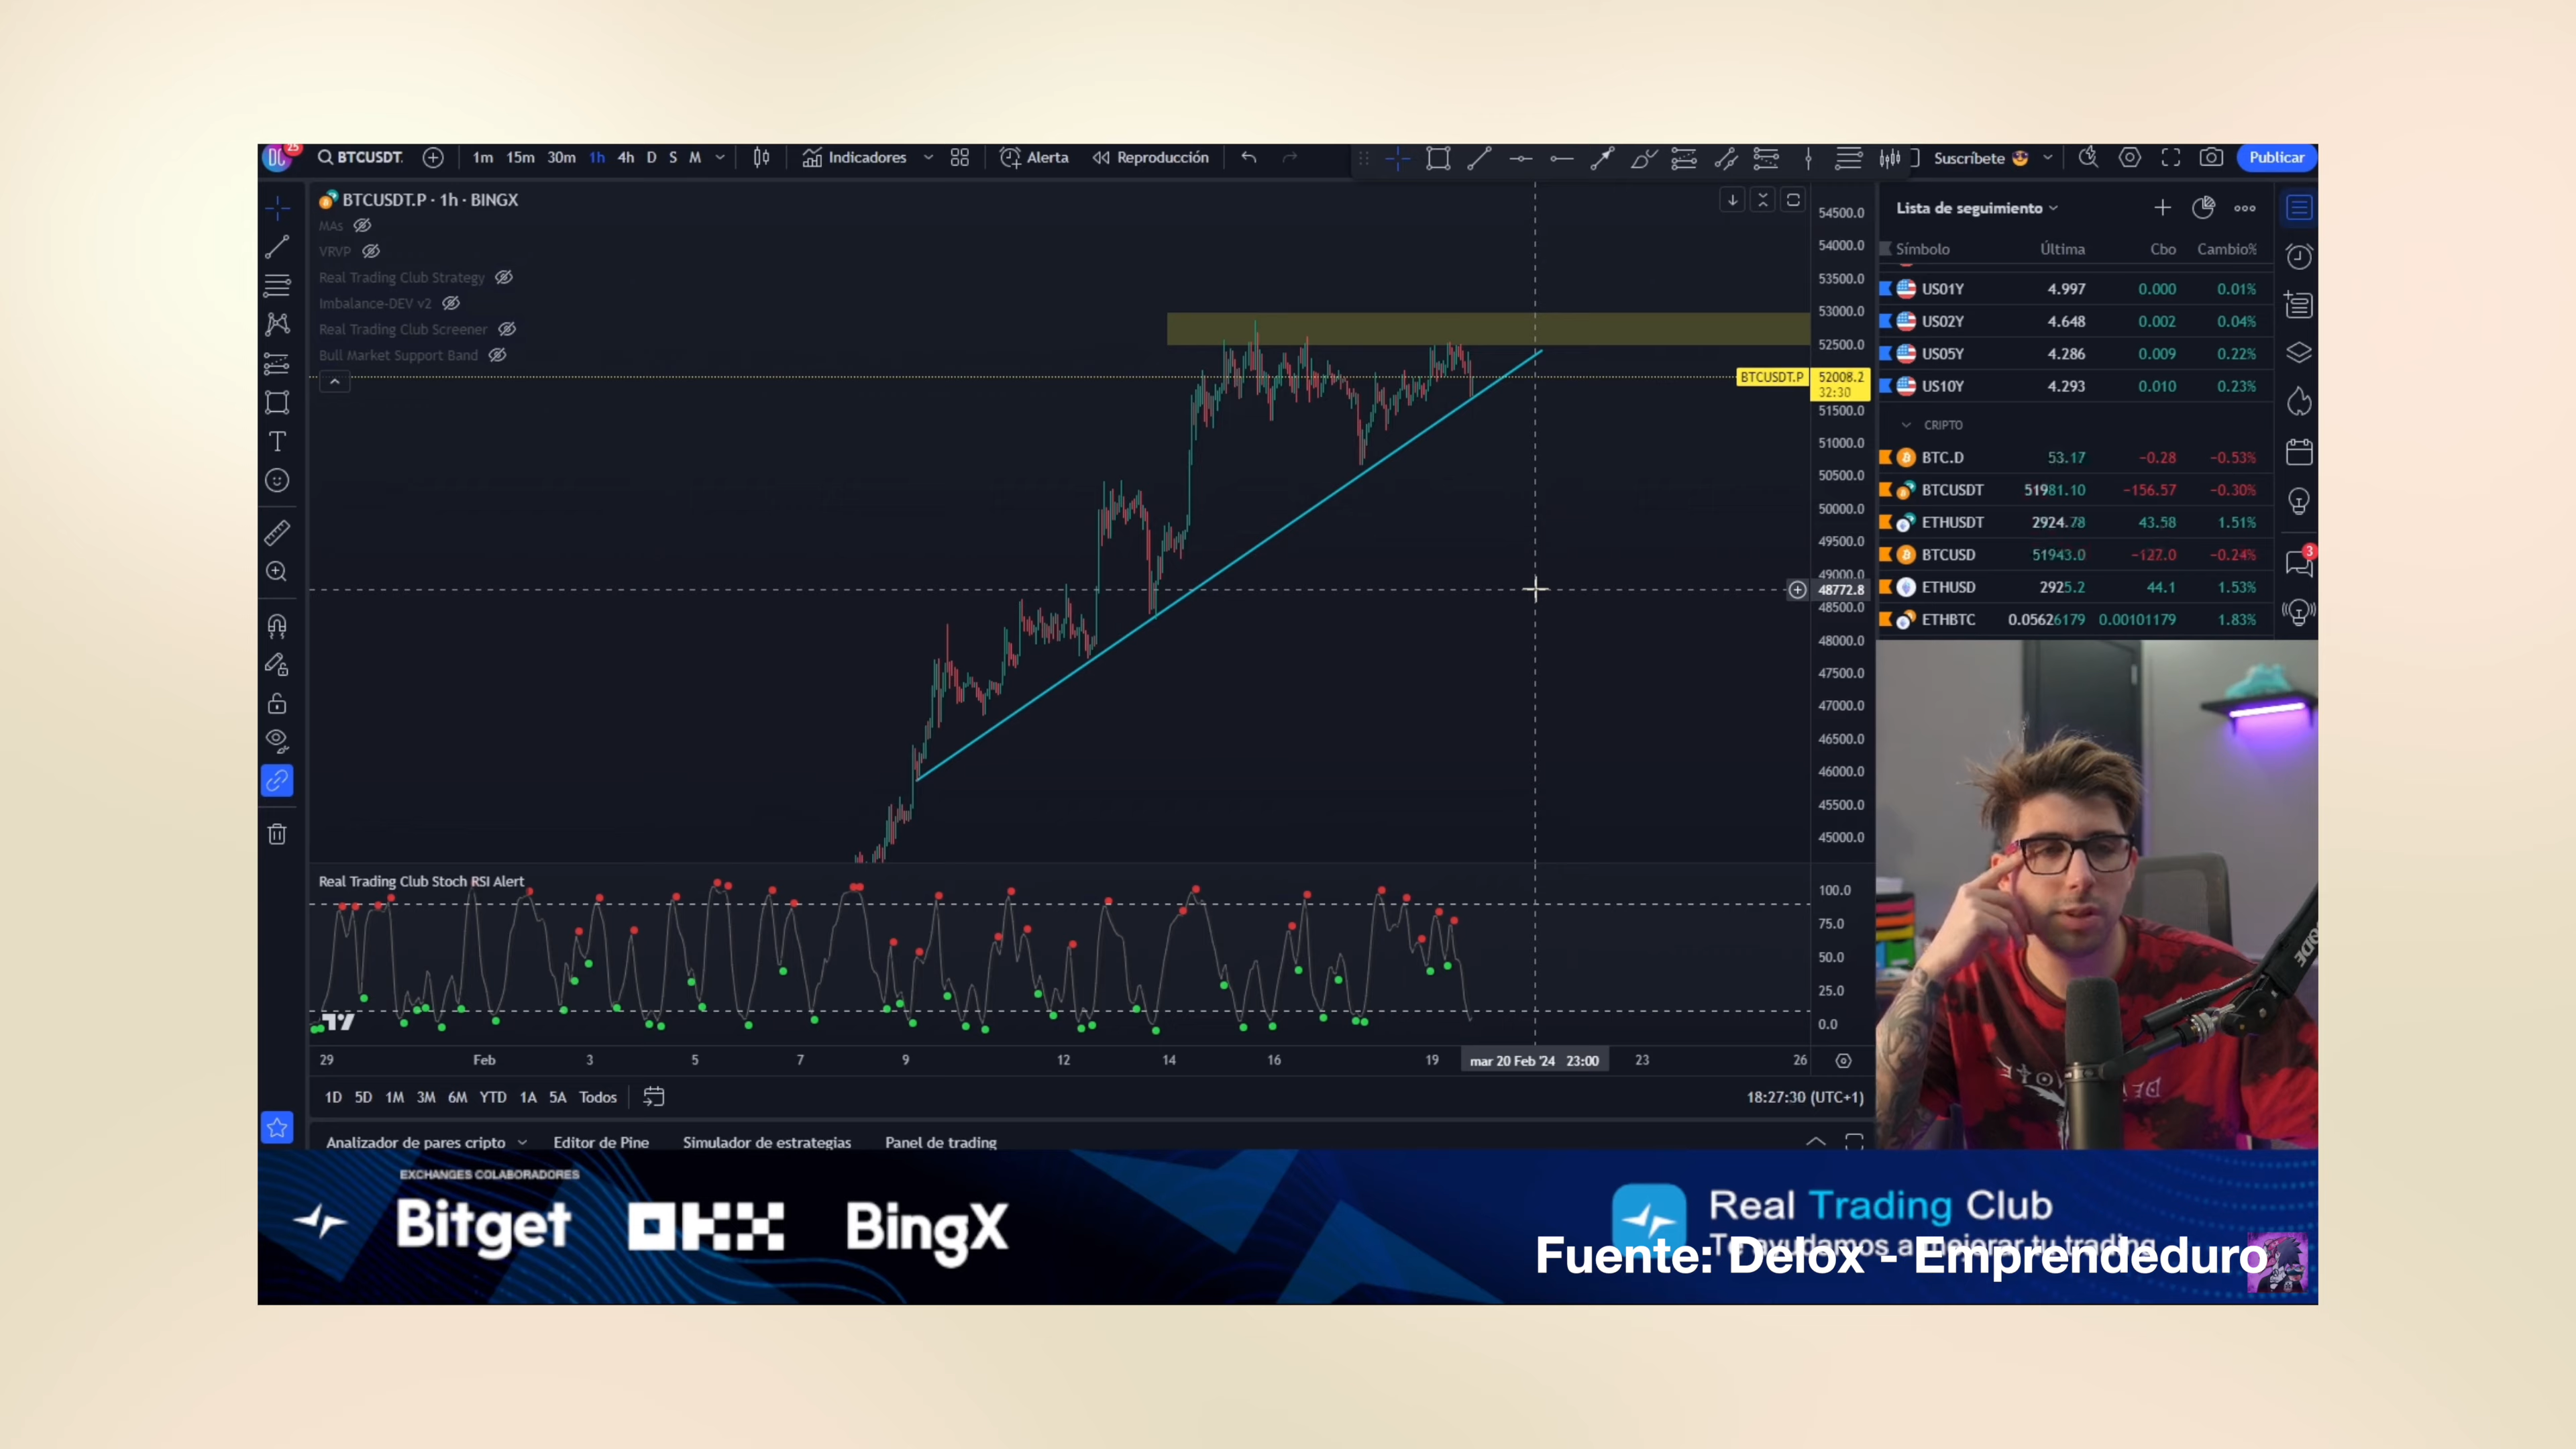 DC 25 BTCUSDT. 1m 15m 30m 1h 4h D S M Indicadores Alerta Reproducción Suscríbete Publicar
BTCUSDT.P · 1h · BINGX
MAs
VRVP
Real Trading Club Strategy
Imbalance-DEV v2
Real Trading Club Screener
Bull Market Support Band
54500.0
54000.0
53500.0
53000.0
52500.0
BTCUSDT.P 52008.2
32:30
51500.0
51000.0
50500.0
50000.0
49500.0
49000.0
48772.8
48500.0
48000.0
47500.0
47000.0
46500.0
46000.0
45500.0
45000.0
Lista de seguimiento
Símbolo Última Cbo Cambio%
US01Y 4.997 0.000 0.01%
US02Y 4.648 0.002 0.04%
US05Y 4.286 0.009 0.22%
US10Y 4.293 0.010 0.23%
CRIPTO
BTC.D 53.17 −0.28 −0.53%
BTCUSDT 51981.10 −156.57 −0.30%
ETHUSDT 2924.78 43.58 1.51%
BTCUSD 51943.0 −127.0 −0.24%
3
ETHUSD 2925.2 44.1 1.53%
ETHBTC 0.05626179 0.00101179 1.83%
Real Trading Club Stoch RSI Alert
100.0
75.0
50.0
25.0
0.0
29 Feb 3 5 7 9 12 14 16 19 mar 20 Feb '24 23:00 23 26
1D 5D 1M 3M 6M YTD 1A 5A Todos 18:27:30 (UTC+1)
Analizador de pares cripto Editor de Pine Simulador de estrategias Panel de trading
EXCHANGES COLABORADORES
Bitget OKX BingX
Real Trading Club
Te ayudamos a mejorar tu trading
Fuente: Delox - Emprendeduro